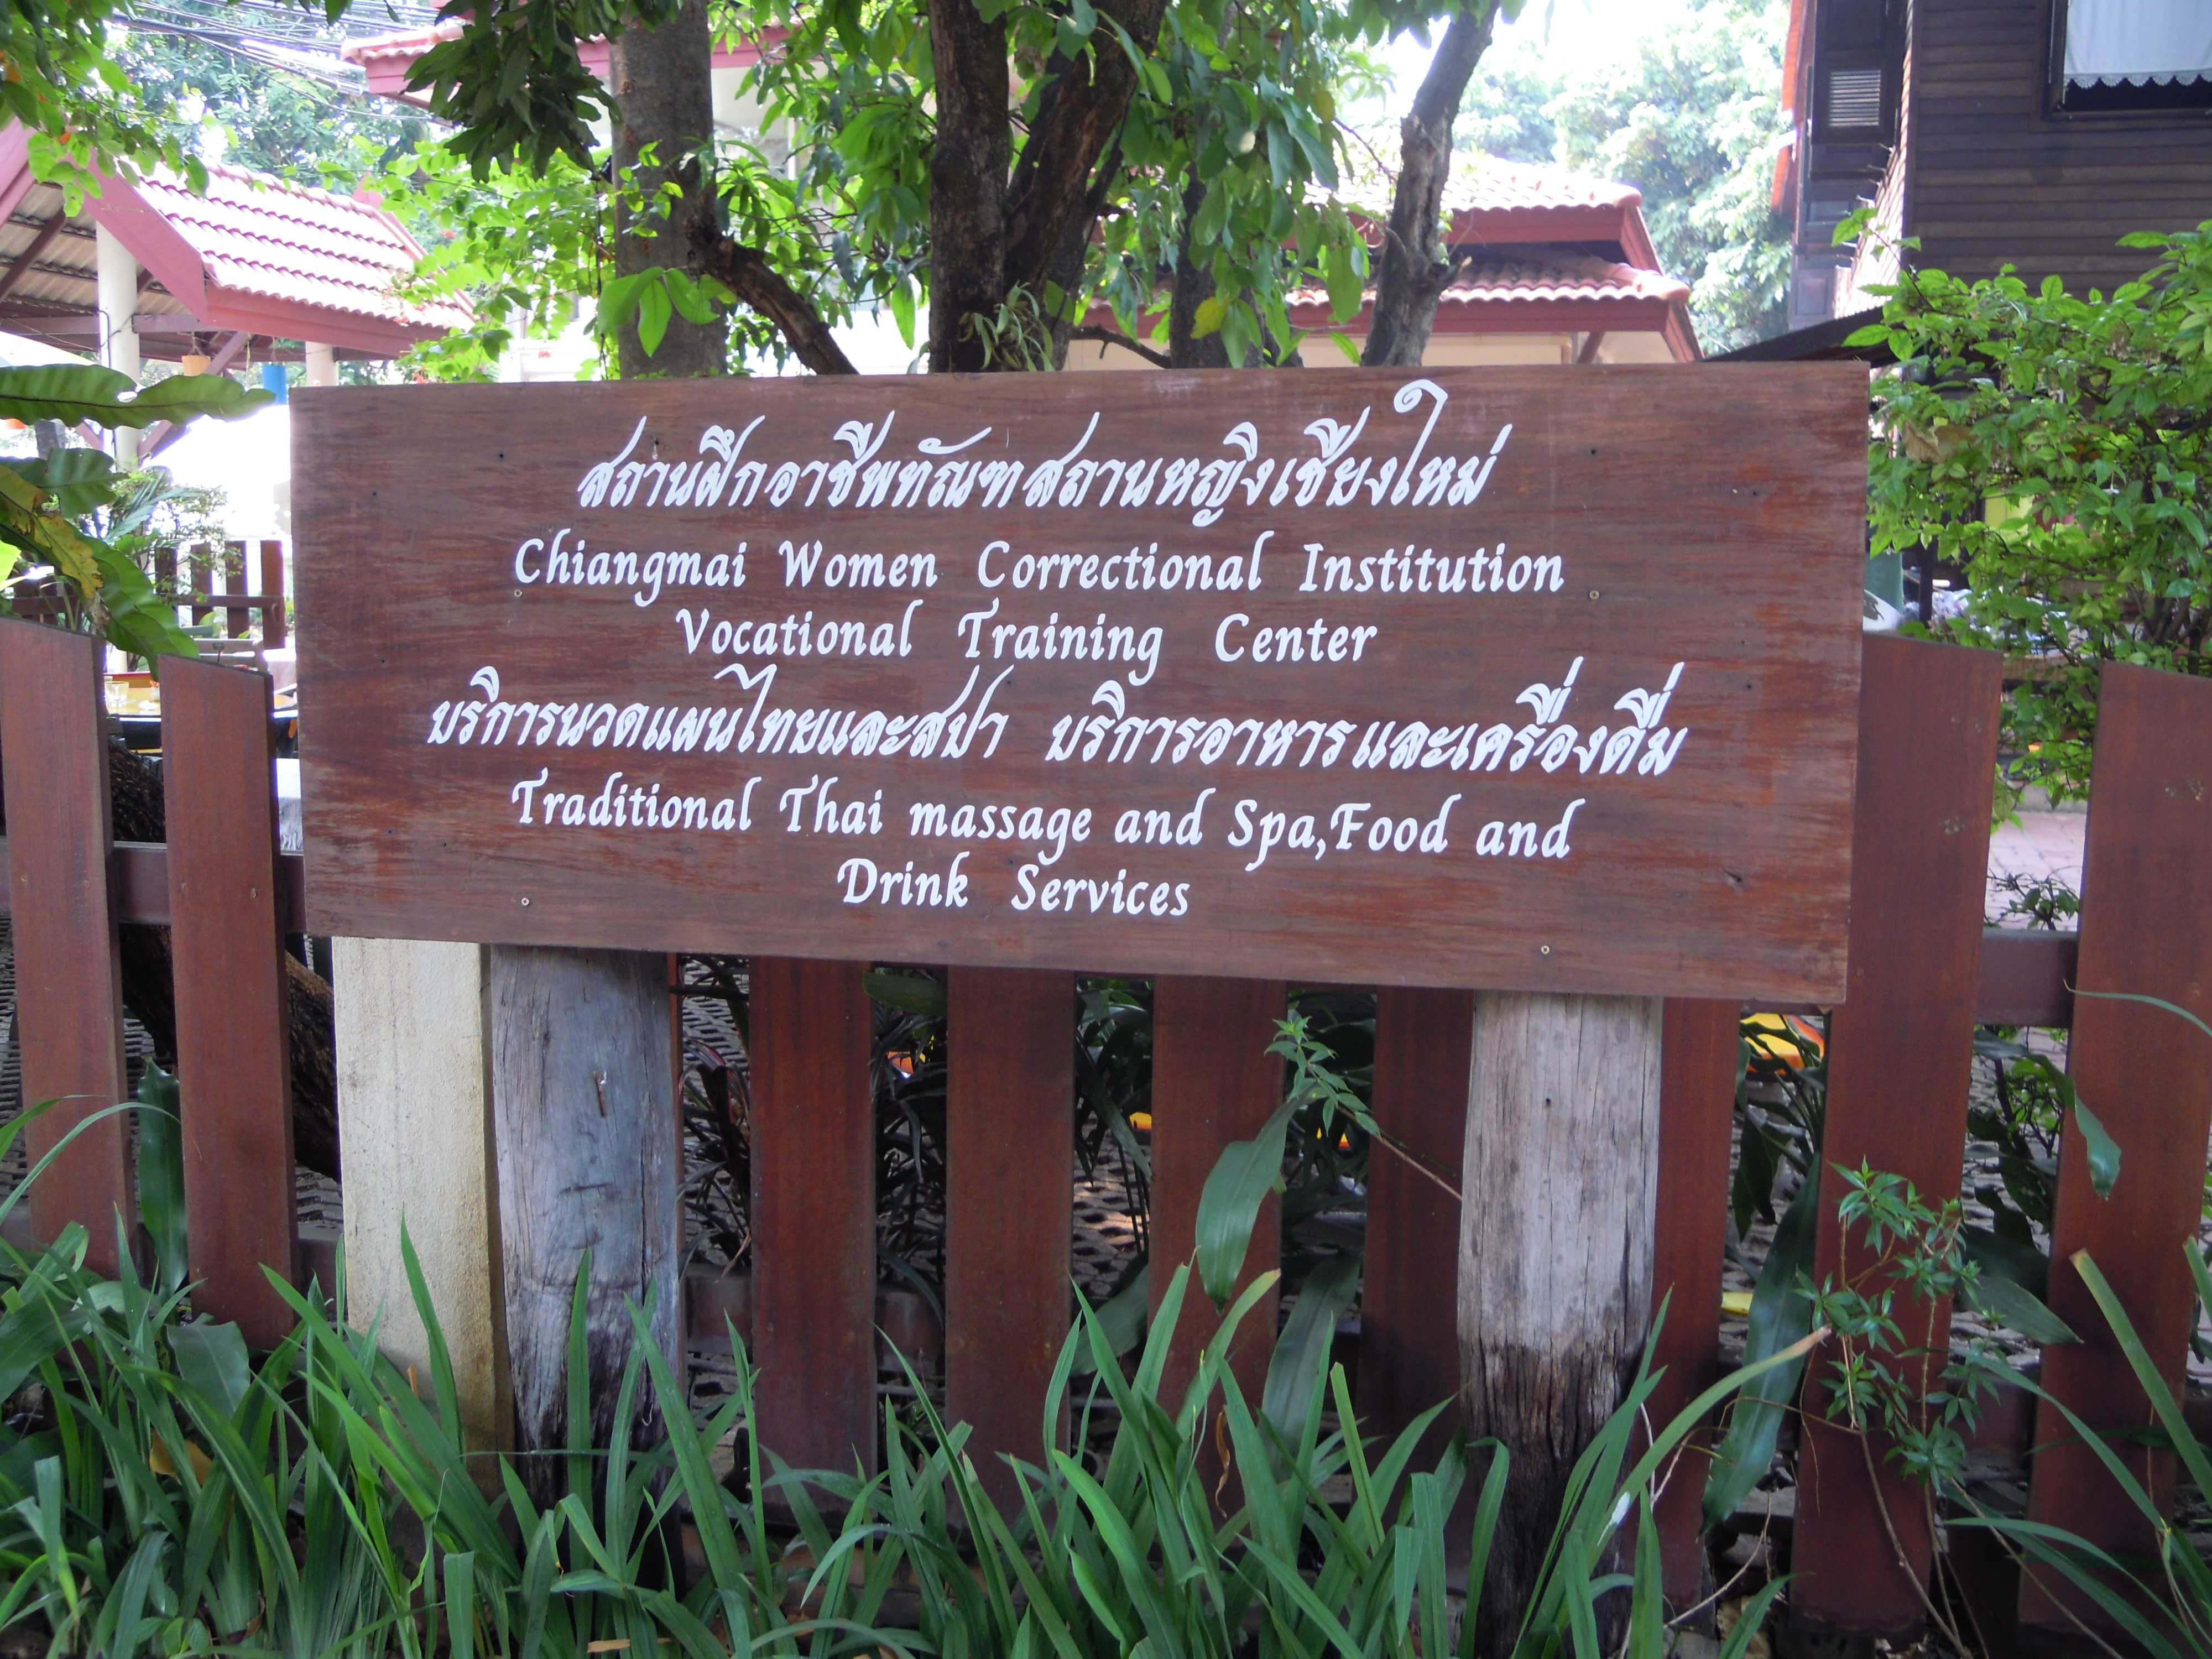 สถานฝึกอาชีพทัณฑสถานหญิงเชียงใหม่
Chiangmai Women Correctional Institution
Vocational Training Center
บริการนวดแผนไทยและสปา บริการอาหารและเครื่องดื่ม
Traditional Thai massage and Spa,Food and
Drink Services